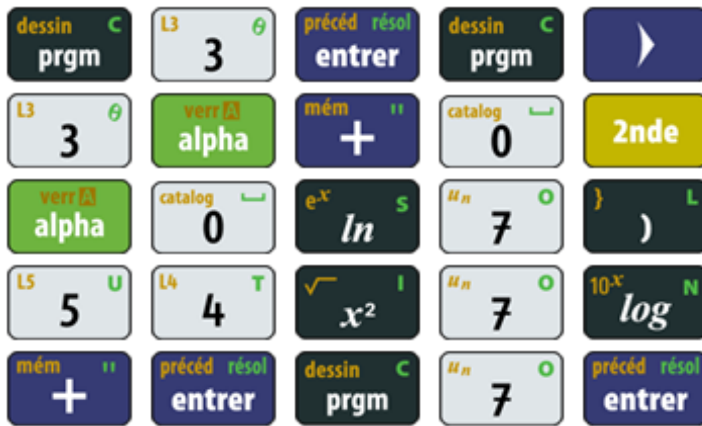 dessin C L3 θ précéd résol dessin C
prgm 3 entrer prgm
L3 θ verr A mém " catalog ␣
3 alpha + 0 2nde
verr A catalog ␣ eˣ S uₙ O } L
alpha 0 ln 7 )
L5 U L4 T √ I uₙ O 10ˣ N
5 4 x² 7 log
mém " précéd résol dessin C uₙ O précéd résol
+ entrer prgm 7 entrer